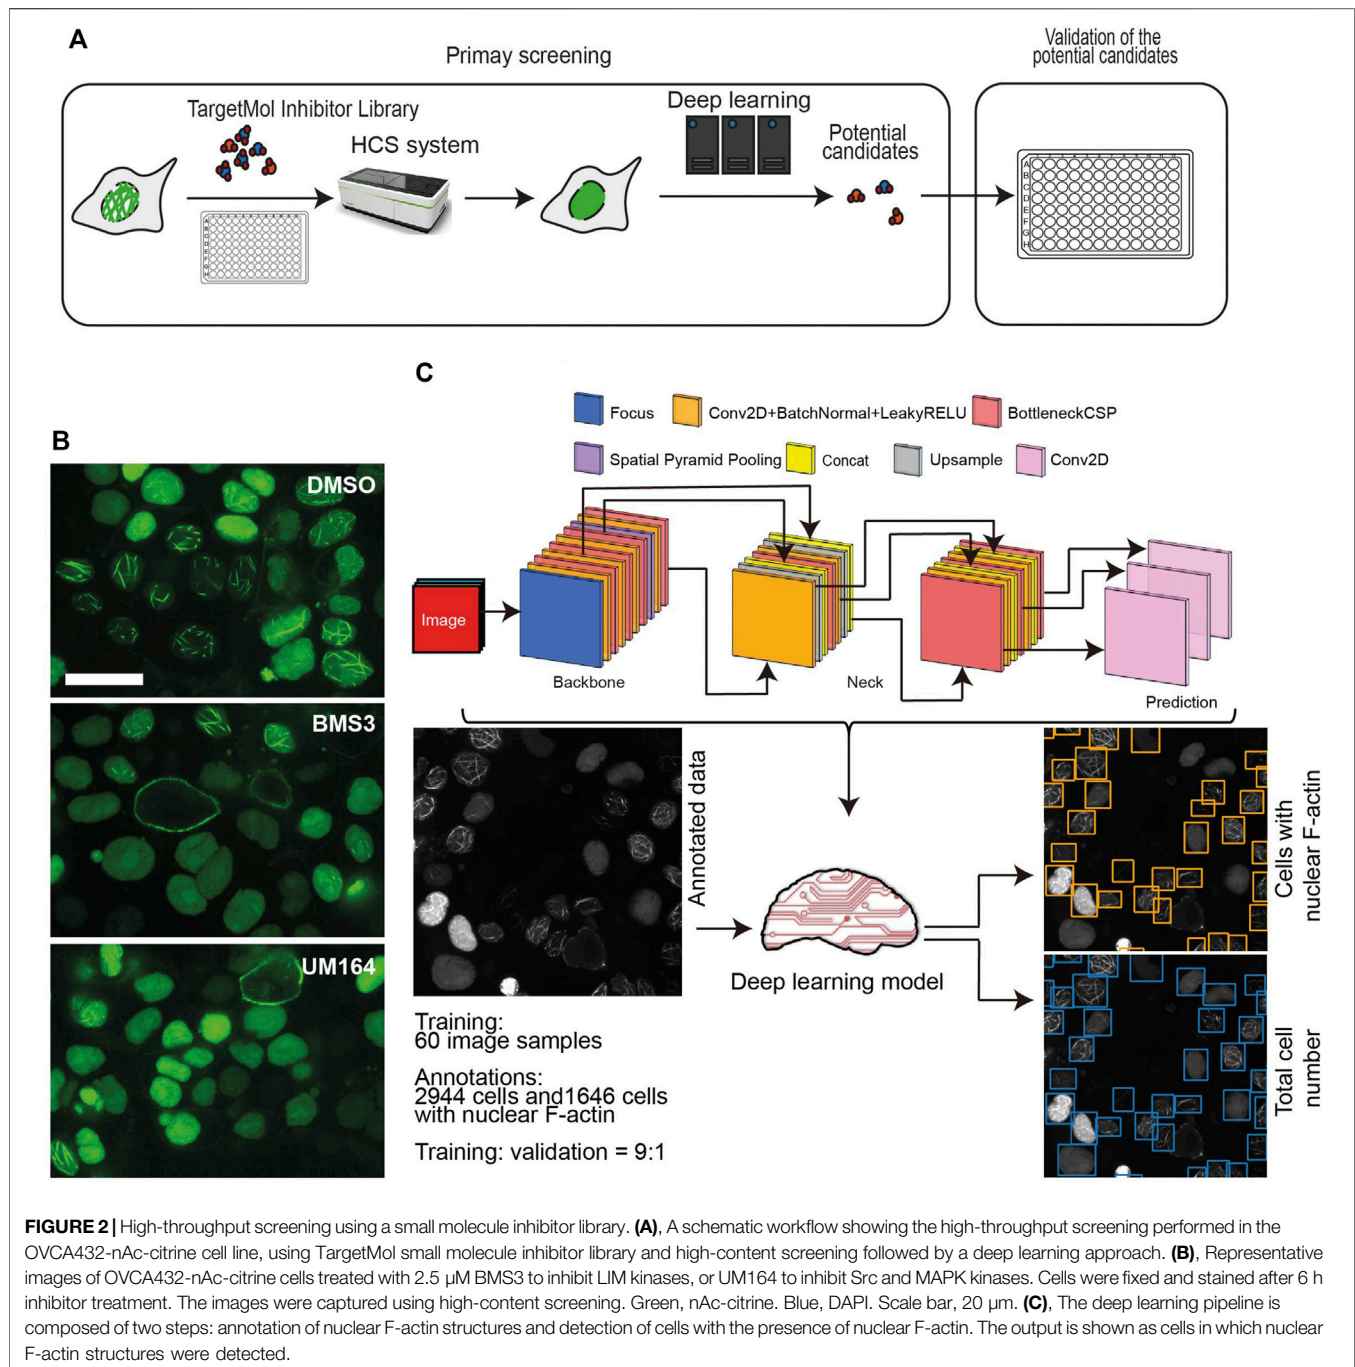 A
Primay screening
Validation of the
potential candidates
TargetMol Inhibitor Library
HCS system
Deep learning
Potential
candidates
A
B
C
D
E
F
G
H
C
Focus
Conv2D+BatchNormal+LeakyRELU
BottleneckCSP
Spatial Pyramid Pooling
Concat
Upsample
Conv2D
B
DMSO
BMS3
UM164
Image
Backbone
Neck
Prediction
Annotated data
Deep learning model
Cells with
nuclear F-actin
Total cell
number
Training:
60 image samples
Annotations:
2944 cells and1646 cells
with nuclear F-actin
Training: validation = 9:1
FIGURE 2 | High-throughput screening using a small molecule inhibitor library. (A), A schematic workflow showing the high-throughput screening performed in the
OVCA432-nAc-citrine cell line, using TargetMol small molecule inhibitor library and high-content screening followed by a deep learning approach. (B), Representative
images of OVCA432-nAc-citrine cells treated with 2.5 μM BMS3 to inhibit LIM kinases, or UM164 to inhibit Src and MAPK kinases. Cells were fixed and stained after 6 h
inhibitor treatment. The images were captured using high-content screening. Green, nAc-citrine. Blue, DAPI. Scale bar, 20 μm. (C), The deep learning pipeline is
composed of two steps: annotation of nuclear F-actin structures and detection of cells with the presence of nuclear F-actin. The output is shown as cells in which nuclear
F-actin structures were detected.